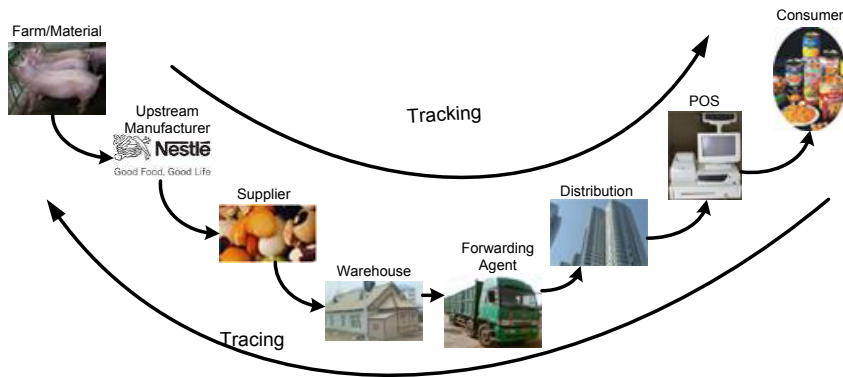 Farm/Material
Consumer
Upstream
Manufacturer
Nestlé
Good Food, Good Life
Tracking
POS
Supplier
Distribution
Warehouse
Forwarding
Agent
Tracing